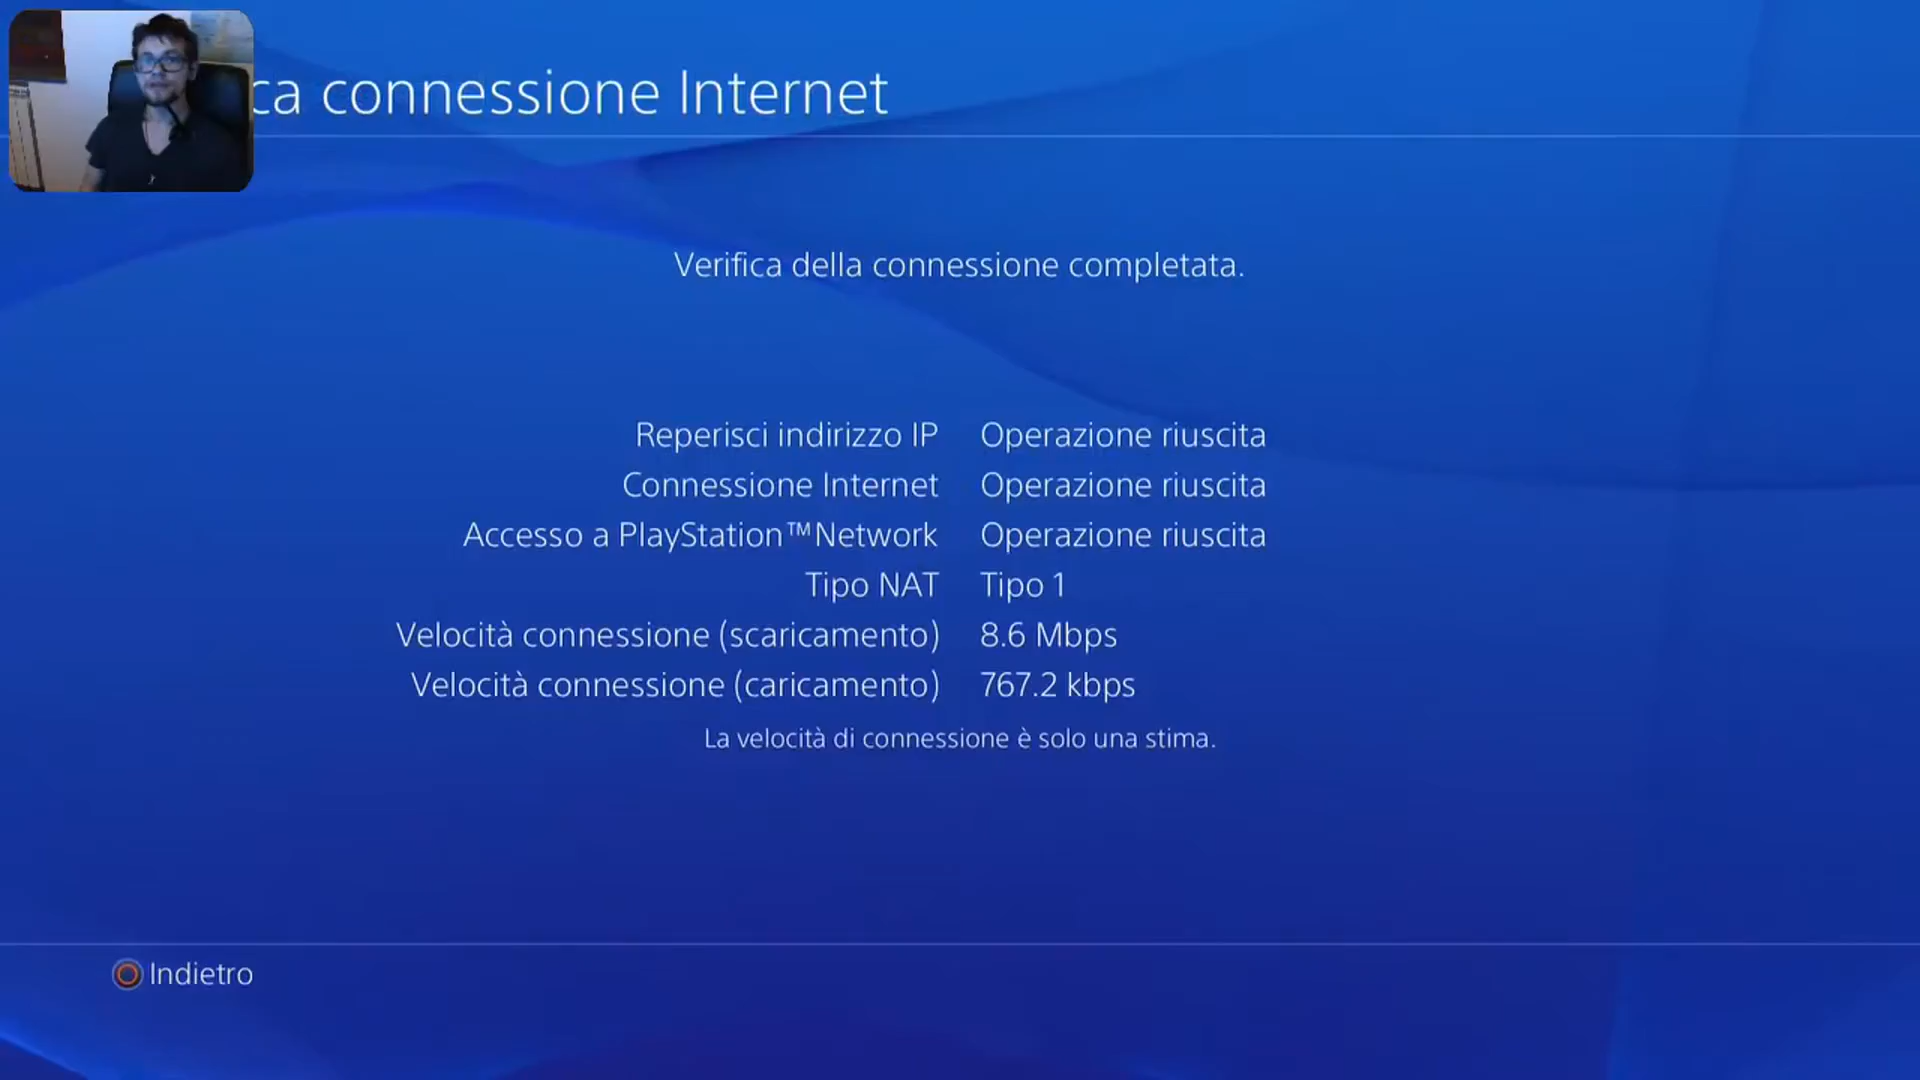 ca connessione Internet
Verifica della connessione completata.
Reperisci indirizzo IP Operazione riuscita
Connessione Internet Operazione riuscita
Accesso a PlayStation™Network Operazione riuscita
Tipo NAT Tipo 1
Velocità connessione (scaricamento) 8.6 Mbps
Velocità connessione (caricamento) 767.2 kbps
La velocità di connessione è solo una stima.
Indietro